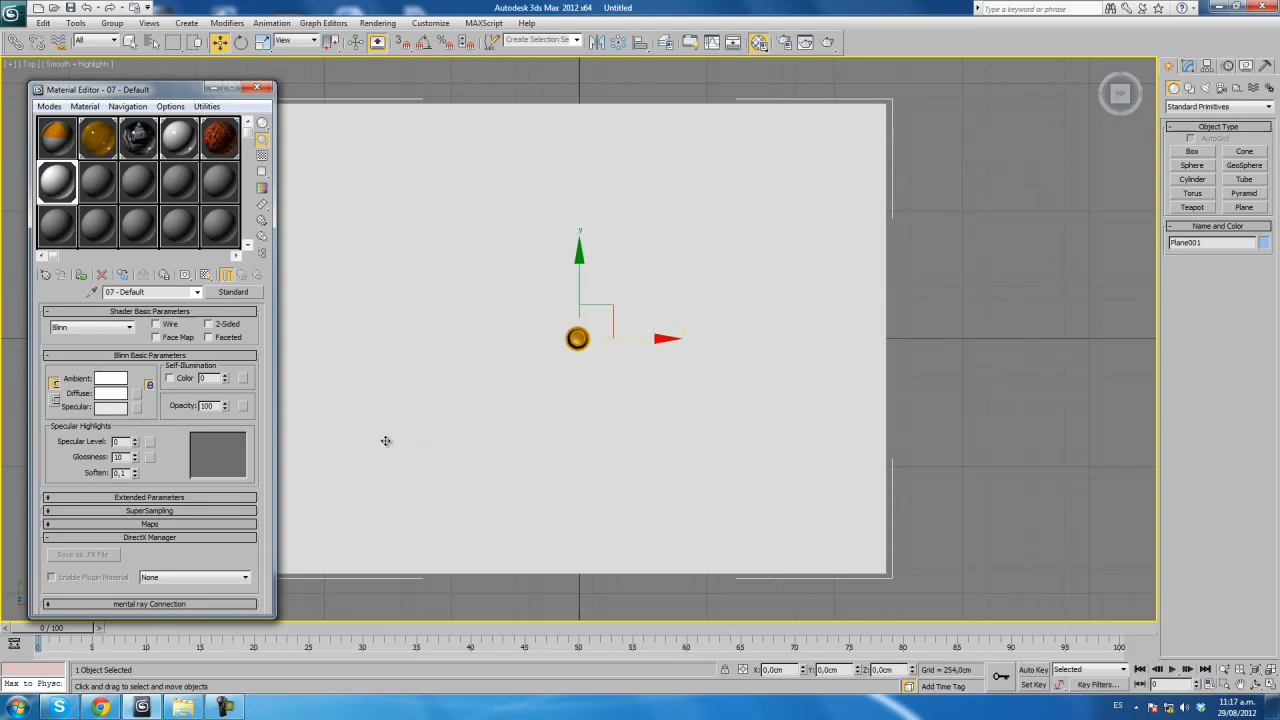 Autodesk 3ds Max 2012 x64    Untitled
Type a keyword or phrase
Edit Tools Group Views Create Modifiers Animation Graph Editors Rendering Customize MAXScript Help
All View Create Selection Se
[ + ] [ Top ] [ Smooth + Highlights ]
Material Editor - 07 - Default
Modes Material Navigation Options Utilities
07 - Default Standard
Shader Basic Parameters
Blinn Wire 2-Sided
Face Map Faceted
Blinn Basic Parameters
Self-Illumination
Ambient: Color 0
Diffuse:
Specular: Opacity: 100
Specular Highlights
Specular Level: 0
Glossiness: 10
Soften: 0,1
Extended Parameters
SuperSampling
Maps
DirectX Manager
Save as .FX File
Enable Plugin Material None
mental ray Connection
y
TOP
Standard Primitives
Object Type
AutoGrid
Box Cone
Sphere GeoSphere
Cylinder Tube
Torus Pyramid
Teapot Plane
Name and Color
Plane001
0 / 100
0 5 10 15 20 25 30 35 40 45 50 55 60 65 70 75 80 85 90 95 100
1 Object Selected X: 0,0cm Y: 0,0cm Z: 0,0cm Grid = 254,0cm Auto Key Selected
Max to Physc: Click and drag to select and move objects Add Time Tag Set Key Key Filters... 0
ES 11:17 a.m.
29/08/2012